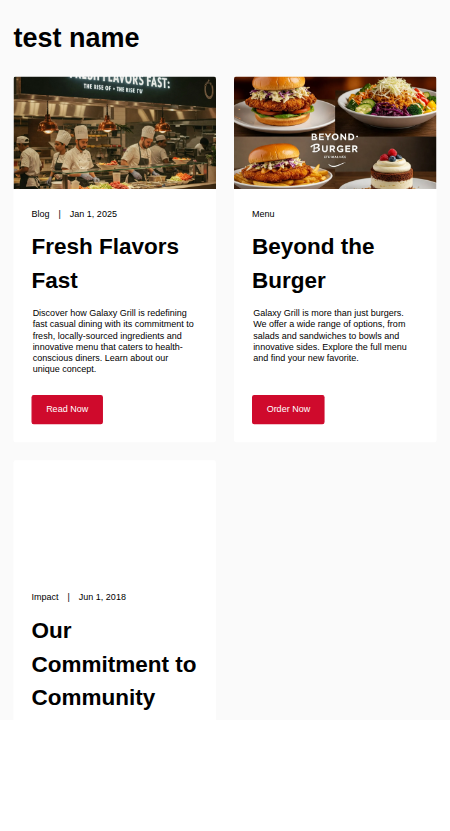 test name
FRESH FLAVORS FAST:
THE RISE OF • THE RISE TV
BEYOND
BURGER
Blog | Jan 1, 2025
Fresh Flavors
Fast
Discover how Galaxy Grill is redefining
fast casual dining with its commitment to
fresh, locally-sourced ingredients and
innovative menu that caters to health-
conscious diners. Learn about our
unique concept.
Read Now
Menu
Beyond the
Burger
Galaxy Grill is more than just burgers.
We offer a wide range of options, from
salads and sandwiches to bowls and
innovative sides. Explore the full menu
and find your new favorite.
Order Now
Impact | Jun 1, 2018
Our
Commitment to
Community